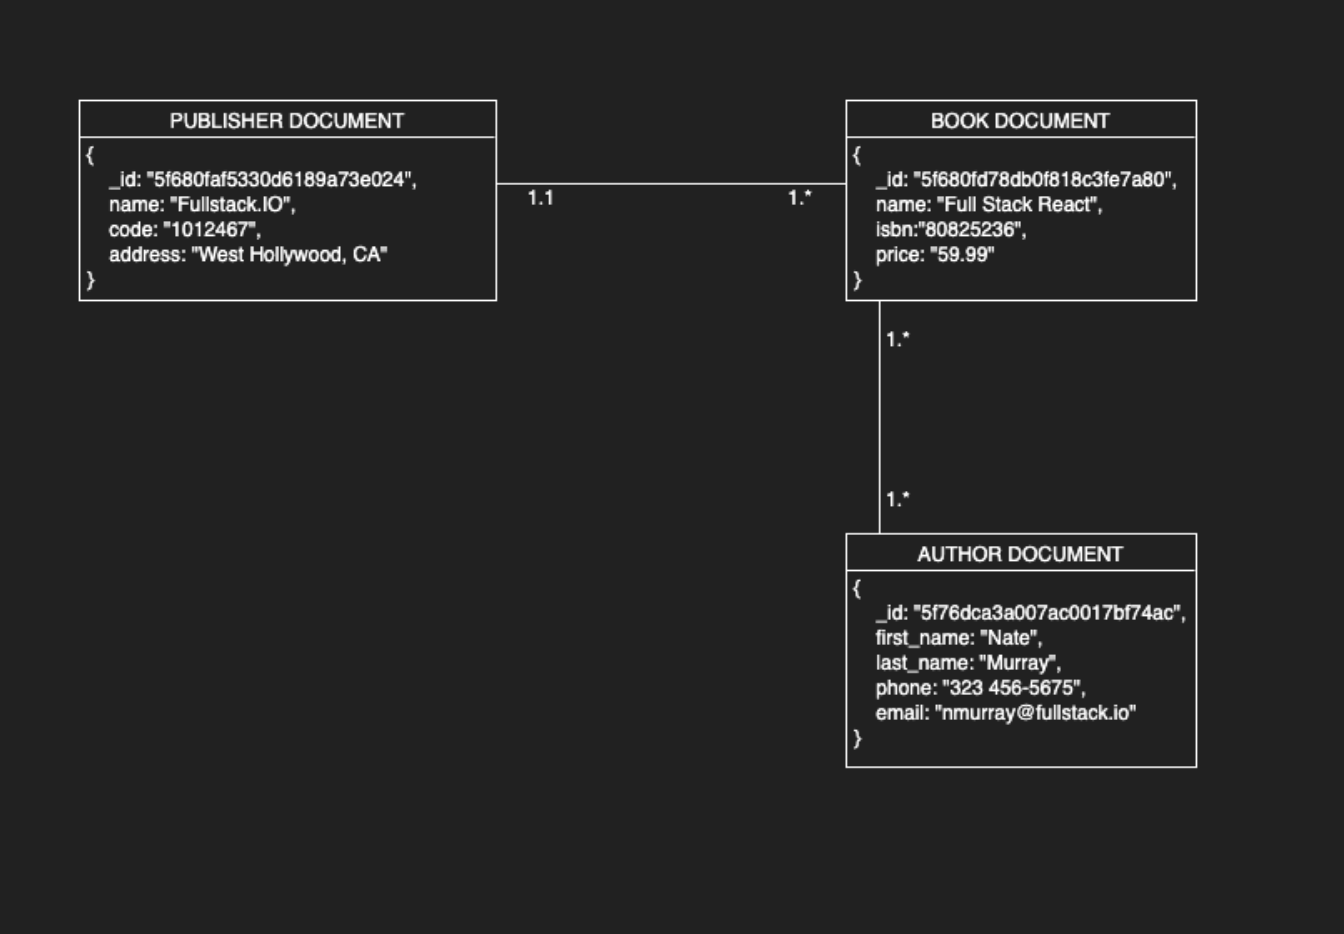 PUBLISHER DOCUMENT
{
_id: "5f680faf5330d6189a73e024",
name: "Fullstack.IO",
code: "1012467",
address: "West Hollywood, CA"
}
1.1
1.*
BOOK DOCUMENT
{
_id: "5f680fd78db0f818c3fe7a80",
name: "Full Stack React",
isbn:"80825236",
price: "59.99"
}
1.*
1.*
AUTHOR DOCUMENT
{
_id: "5f76dca3a007ac0017bf74ac",
first_name: "Nate",
last_name: "Murray",
phone: "323 456-5675",
email: "nmurray@fullstack.io"
}